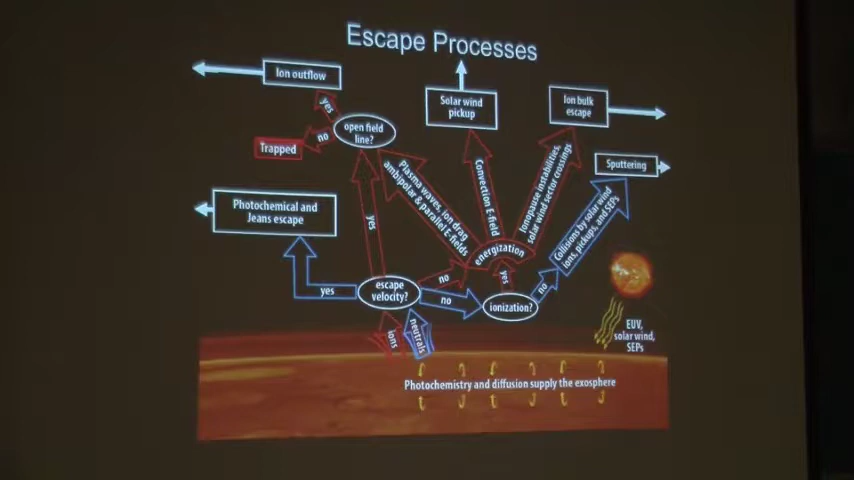 Escape Processes
Ion outflow
Solar wind
pickup
Ion bulk
escape
yes
open field
line?
no
Trapped
Sputtering
Plasma waves, ion drag
ambipolar & parallel E-fields
Convection E-field
Ionopause instabilities,
solar wind sector crossings
Collisions by solar wind
ions, pickups, and SEPs
Photochemical and
Jeans escape
yes
energization
yes
no
no
yes
escape
velocity?
no
ionization?
ions
neutrals
EUV,
solar wind,
SEPs
Photochemistry and diffusion supply the exosphere